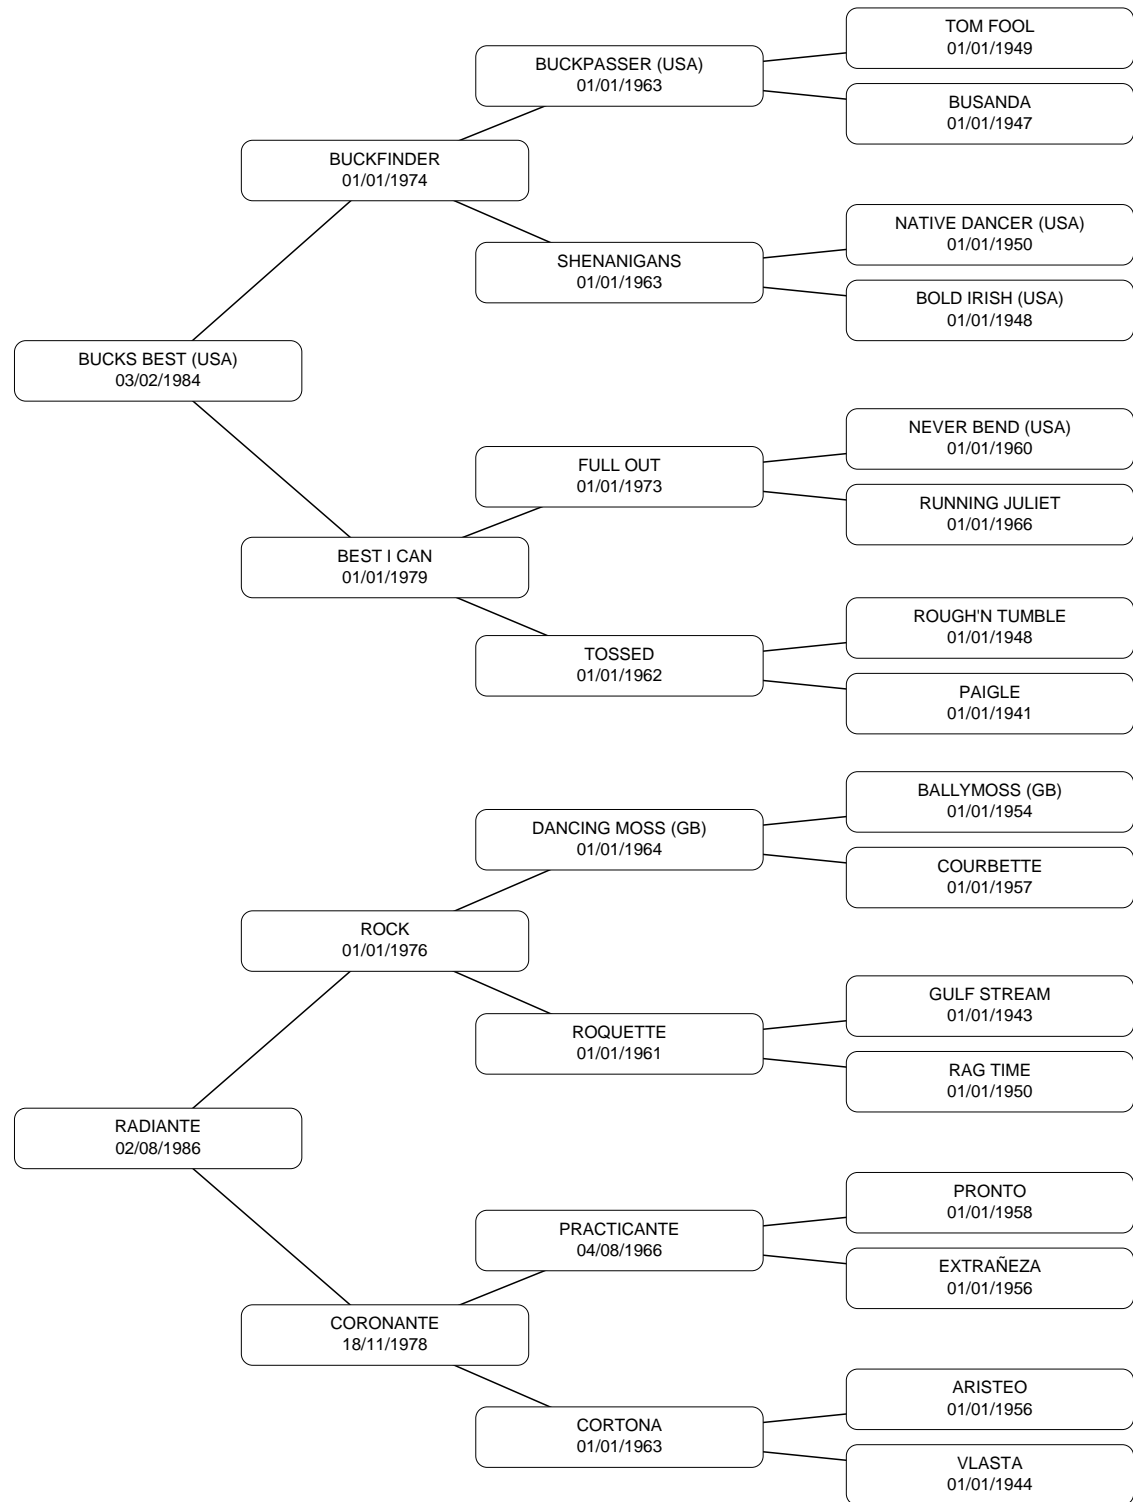 TOM FOOL
01/01/1949
BUCKPASSER (USA)
01/01/1963
BUSANDA
01/01/1947
BUCKFINDER
01/01/1974
NATIVE DANCER (USA)
01/01/1950
SHENANIGANS
01/01/1963
BOLD IRISH (USA)
01/01/1948
BUCKS BEST (USA)
03/02/1984
NEVER BEND (USA)
01/01/1960
FULL OUT
01/01/1973
RUNNING JULIET
01/01/1966
BEST I CAN
01/01/1979
ROUGH'N TUMBLE
01/01/1948
TOSSED
01/01/1962
PAIGLE
01/01/1941
BALLYMOSS (GB)
01/01/1954
DANCING MOSS (GB)
01/01/1964
COURBETTE
01/01/1957
ROCK
01/01/1976
GULF STREAM
01/01/1943
ROQUETTE
01/01/1961
RAG TIME
01/01/1950
RADIANTE
02/08/1986
PRONTO
01/01/1958
PRACTICANTE
04/08/1966
EXTRAÑEZA
01/01/1956
CORONANTE
18/11/1978
ARISTEO
01/01/1956
CORTONA
01/01/1963
VLASTA
01/01/1944